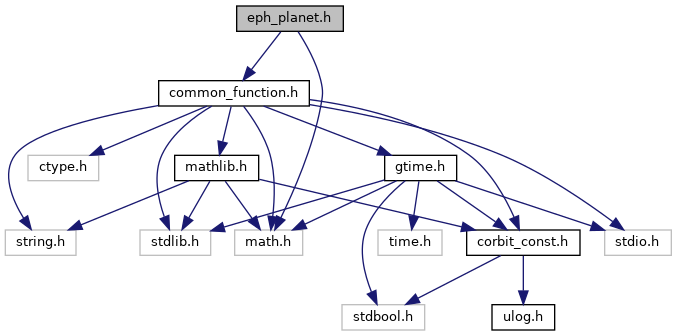 eph_planet.h
common_function.h
ctype.h
mathlib.h
gtime.h
string.h
stdlib.h
math.h
time.h
corbit_const.h
stdio.h
stdbool.h
ulog.h